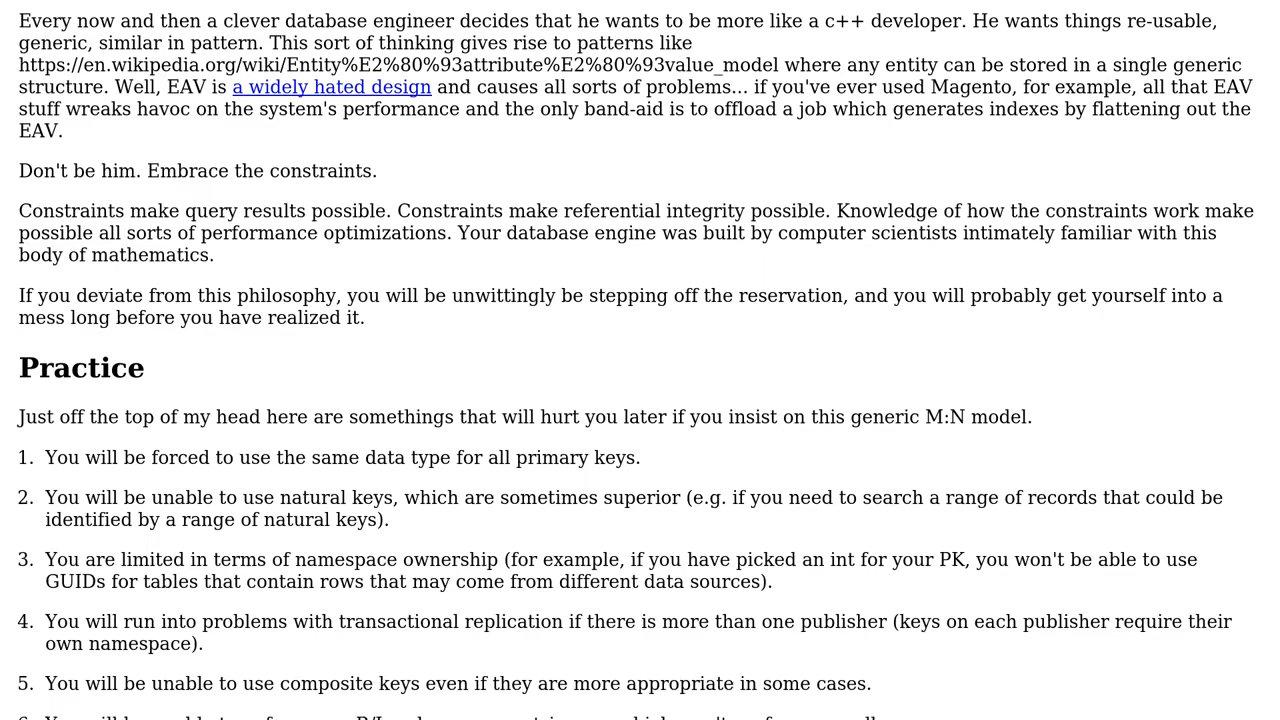 Every now and then a clever database engineer decides that he wants to be more like a c++ developer. He wants things re-usable,
generic, similar in pattern. This sort of thinking gives rise to patterns like
https://en.wikipedia.org/wiki/Entity%E2%80%93attribute%E2%80%93value_model where any entity can be stored in a single generic
structure. Well, EAV is a widely hated design and causes all sorts of problems... if you've ever used Magento, for example, all that EAV
stuff wreaks havoc on the system's performance and the only band-aid is to offload a job which generates indexes by flattening out the
EAV.
Don't be him. Embrace the constraints.
Constraints make query results possible. Constraints make referential integrity possible. Knowledge of how the constraints work make
possible all sorts of performance optimizations. Your database engine was built by computer scientists intimately familiar with this
body of mathematics.
If you deviate from this philosophy, you will be unwittingly be stepping off the reservation, and you will probably get yourself into a
mess long before you have realized it.
Practice
Just off the top of my head here are somethings that will hurt you later if you insist on this generic M:N model.
1. You will be forced to use the same data type for all primary keys.
2. You will be unable to use natural keys, which are sometimes superior (e.g. if you need to search a range of records that could be
identified by a range of natural keys).
3. You are limited in terms of namespace ownership (for example, if you have picked an int for your PK, you won't be able to use
GUIDs for tables that contain rows that may come from different data sources).
4. You will run into problems with transactional replication if there is more than one publisher (keys on each publisher require their
own namespace).
5. You will be unable to use composite keys even if they are more appropriate in some cases.